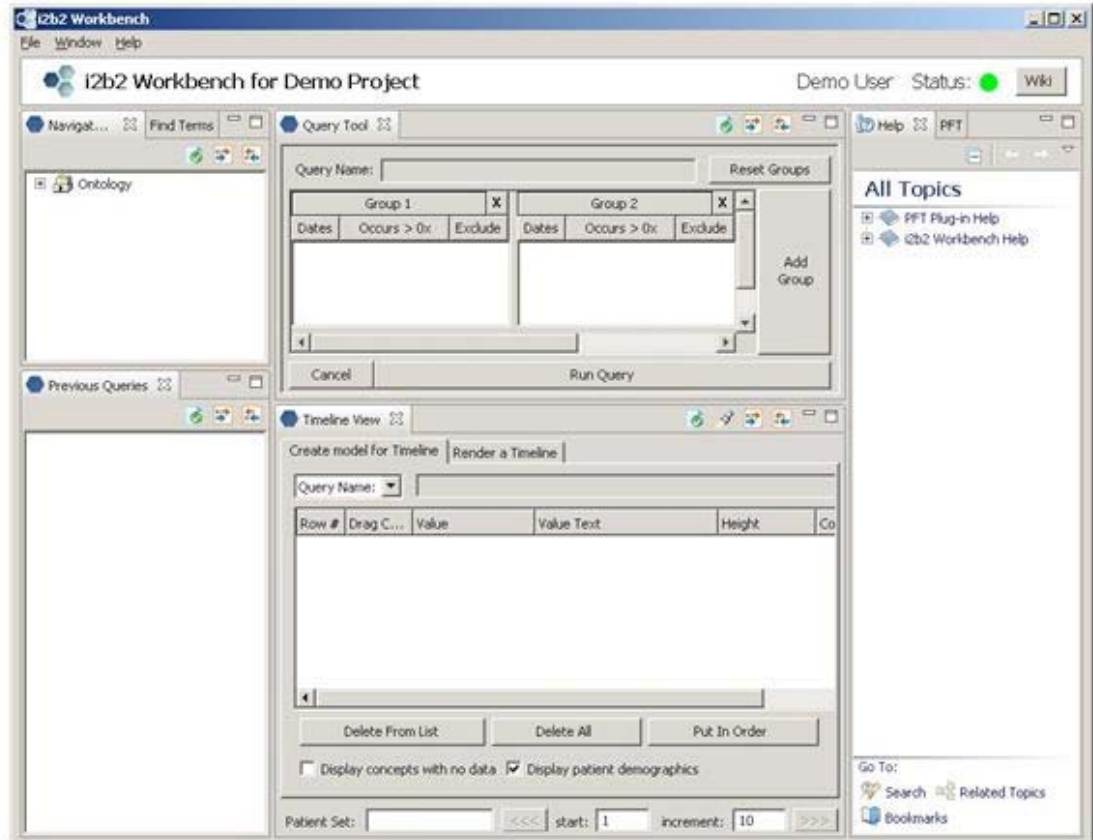 i2b2 Workbench
File Window Help
i2b2 Workbench for Demo Project
Demo User Status: Wiki
Navigat... Find Terms
Ontology
Previous Queries
Query Tool
Query Name: Reset Groups
Group 1 X Group 2 X
Dates Occurs > 0x Exclude Dates Occurs > 0x Exclude
Add
Group
Cancel Run Query
Timeline View
Create model for Timeline Render a Timeline
Query Name:
Row # Drag C... Value Value Text Height Co
Delete From List Delete All Put In Order
Display concepts with no data Display patient demographics
Patient Set: <<< start: 1 increment: 10 >>>
Help PFT
All Topics
PFT Plug-in Help
i2b2 Workbench Help
Go To:
Search Related Topics
Bookmarks